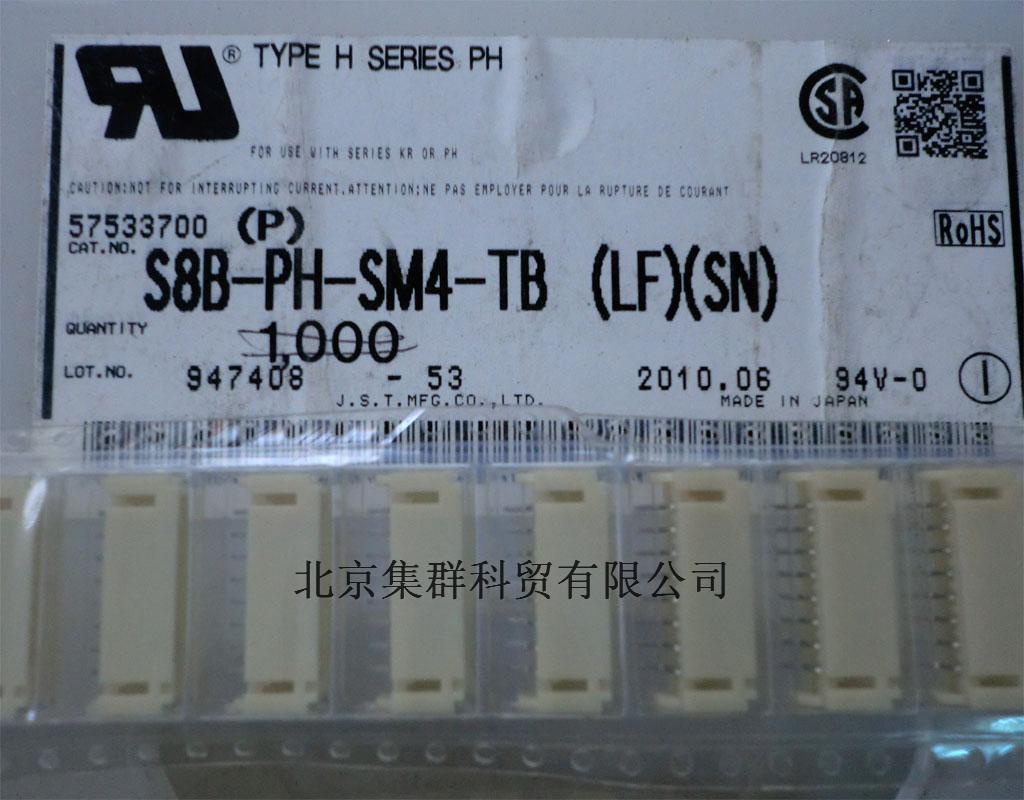 RU® TYPE H SERIES PH
FOR USE WITH SERIES KR OR PH
CSA
LR20812
CAUTION:NOT FOR INTERRUPTING CURRENT.ATTENTION:NE PAS EMPLOYER POUR LA RUPTURE DE COURANT
57533700 (P)
RoHS
CAT.NO.
S8B-PH-SM4-TB (LF)(SN)
QUANTITY
1,000
LOT.NO. 947408 - 53 2010.06 94V-0 I
J.S.T.MFG.CO.,LTD. MADE IN JAPAN
北京集群科贸有限公司